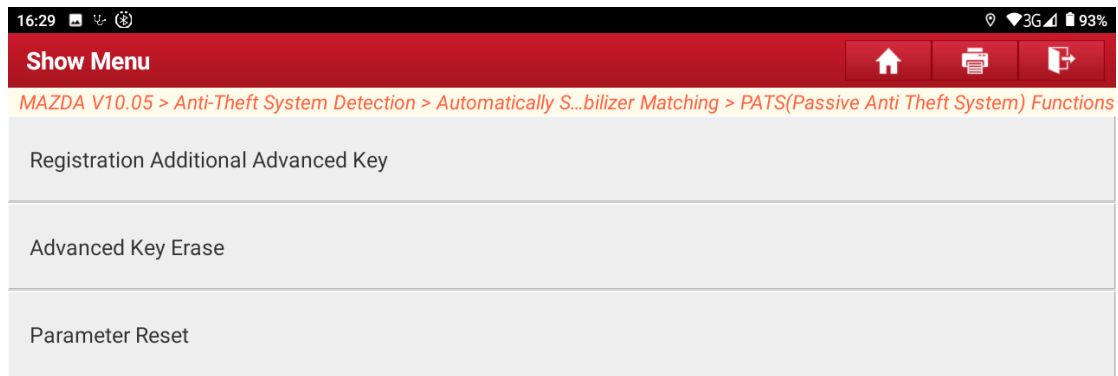 16:29 3G 93%
Show Menu
MAZDA V10.05 > Anti-Theft System Detection > Automatically S...bilizer Matching > PATS(Passive Anti Theft System) Functions
Registration Additional Advanced Key
Advanced Key Erase
Parameter Reset